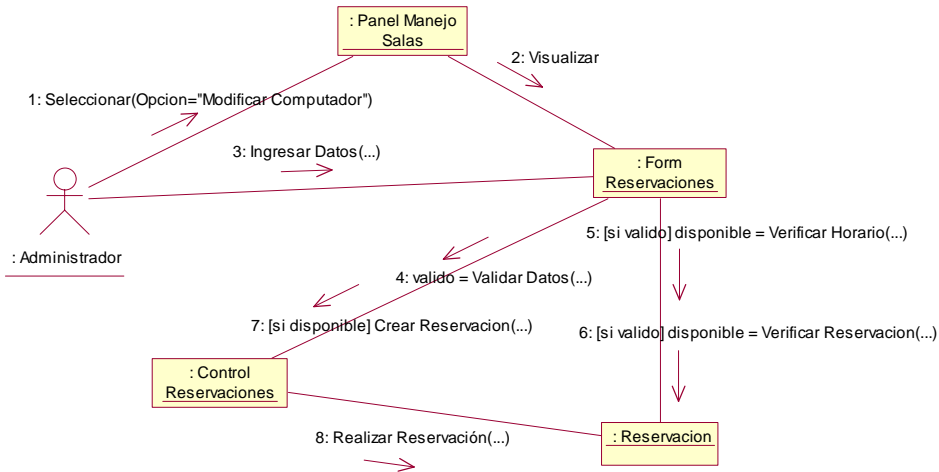 : Panel Manejo
Salas
2: Visualizar
1: Seleccionar(Opcion="Modificar Computador")
3: Ingresar Datos(...)
: Form
Reservaciones
: Administrador
5: [si valido] disponible = Verificar Horario(...)
4: valido = Validar Datos(...)
7: [si disponible] Crear Reservacion(...)
6: [si valido] disponible = Verificar Reservacion(...)
: Control
Reservaciones
8: Realizar Reservación(...)
: Reservacion